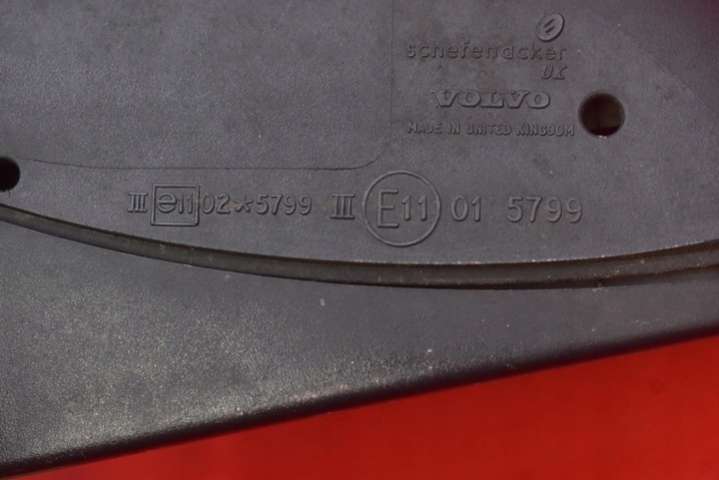 schefenacker
UK
VOLVO
MADE IN UNITED KINGDOM
III e11 02*5799 III E11 01 5799